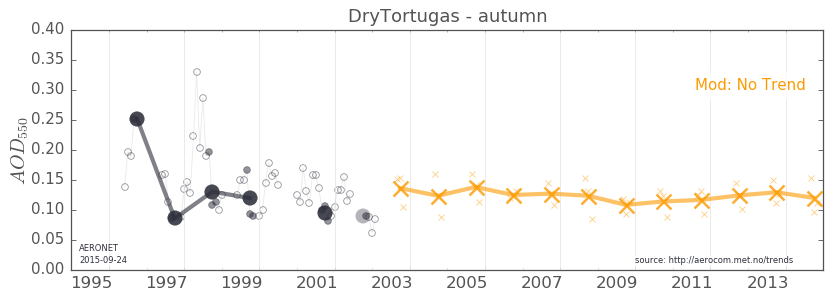 DryTortugas - autumn
0.40
0.35
0.30
0.25
0.20
0.15
0.10
0.05
0.00
AOD550
Mod: No Trend
AERONET
2015-09-24
source: http://aerocom.met.no/trends
1995 1997 1999 2001 2003 2005 2007 2009 2011 2013